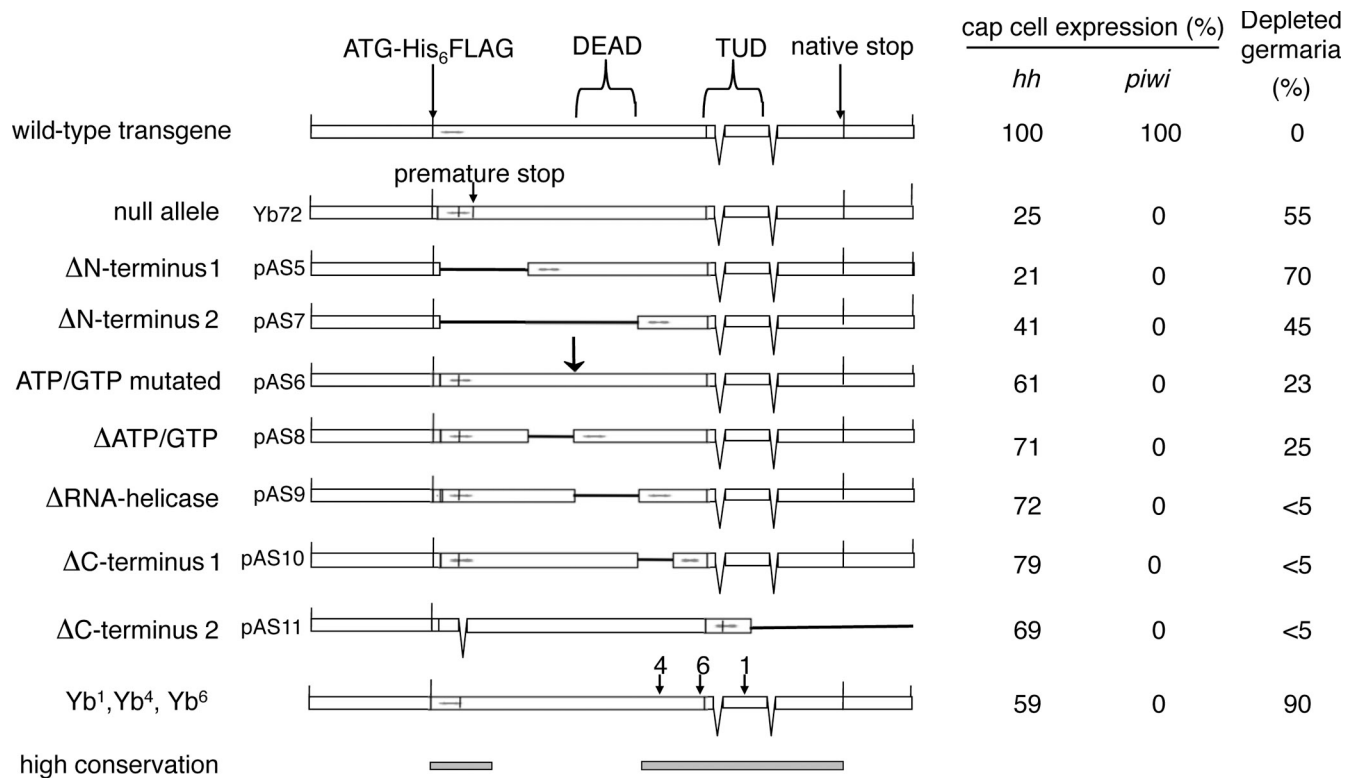 ATG-His₆FLAG DEAD TUD native stop cap cell expression (%) Depleted germaria (%)
hh piwi
wild-type transgene 100 100 0
premature stop
null allele Yb72 25 0 55
ΔN-terminus 1 pAS5 21 0 70
ΔN-terminus 2 pAS7 41 0 45
ATP/GTP mutated pAS6 61 0 23
ΔATP/GTP pAS8 71 0 25
ΔRNA-helicase pAS9 72 0 <5
ΔC-terminus 1 pAS10 79 0 <5
ΔC-terminus 2 pAS11 69 0 <5
4 6 1
Yb¹,Yb⁴, Yb⁶ 59 0 90
high conservation